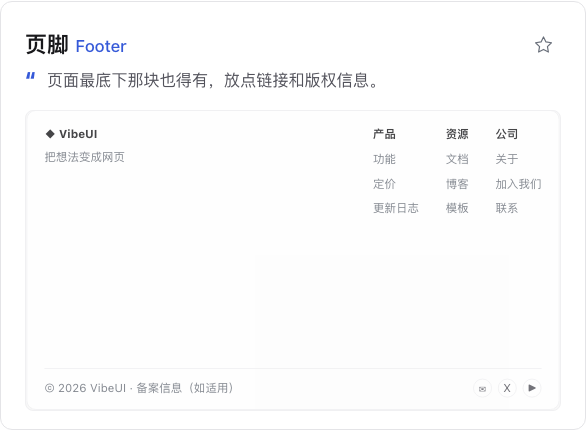 页脚 Footer
“ 页面最底下那块也得有，放点链接和版权信息。
◆ VibeUI
把想法变成网页
产品 资源 公司
功能 文档 关于
定价 博客 加入我们
更新日志 模板 联系
© 2026 VibeUI · 备案信息（如适用）
X